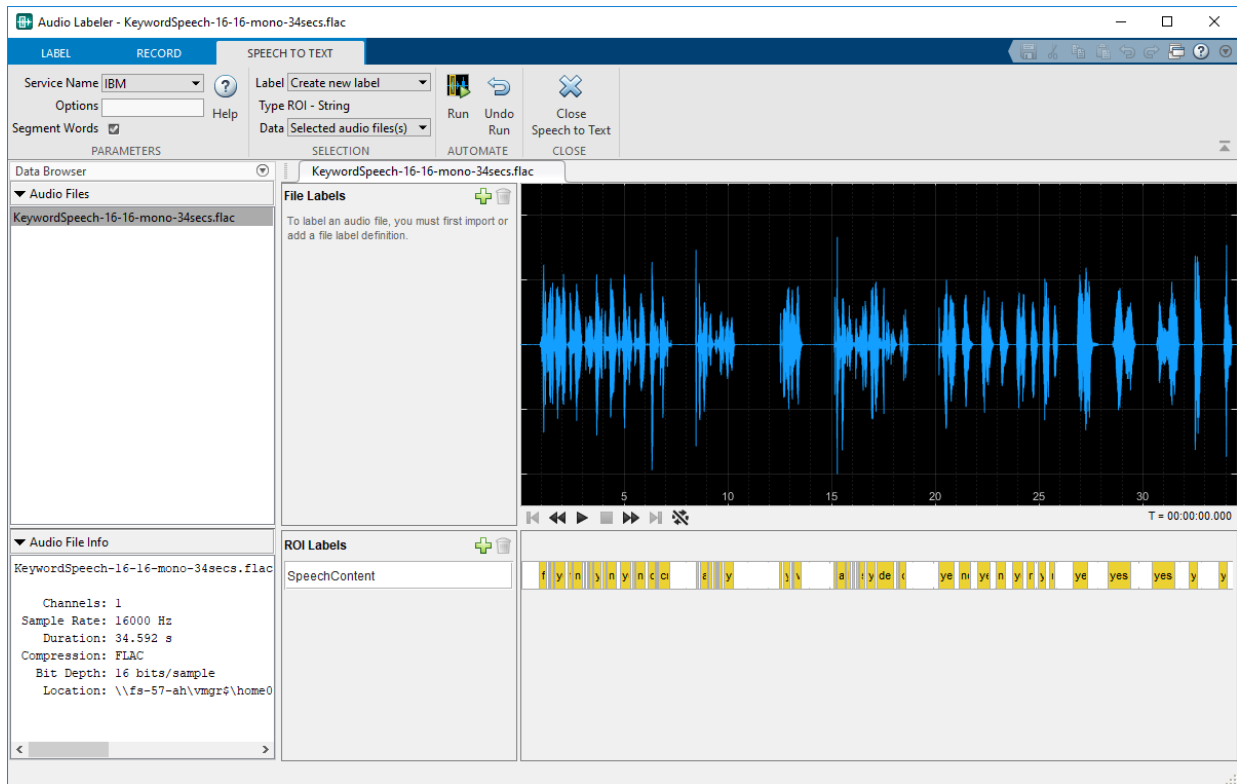 Audio Labeler - KeywordSpeech-16-16-mono-34secs.flac
LABEL RECORD SPEECH TO TEXT
Service Name IBM
Options
Segment Words
Help
PARAMETERS
Label Create new label
Type ROI - String
Data Selected audio files(s)
SELECTION
Run Undo Run
AUTOMATE
Close Speech to Text
CLOSE
Data Browser
Audio Files
KeywordSpeech-16-16-mono-34secs.flac
KeywordSpeech-16-16-mono-34secs.flac
File Labels
To label an audio file, you must first import or
add a file label definition.
5 10 15 20 25 30
T = 00:00:00.000
Audio File Info
KeywordSpeech-16-16-mono-34secs.flac
Channels: 1
Sample Rate: 16000 Hz
Duration: 34.592 s
Compression: FLAC
Bit Depth: 16 bits/sample
Location: \\fs-57-ah\vmgr$\home0
ROI Labels
SpeechContent
f y n y n y n y a y y a y de ye ye n y y ye yes yes y y